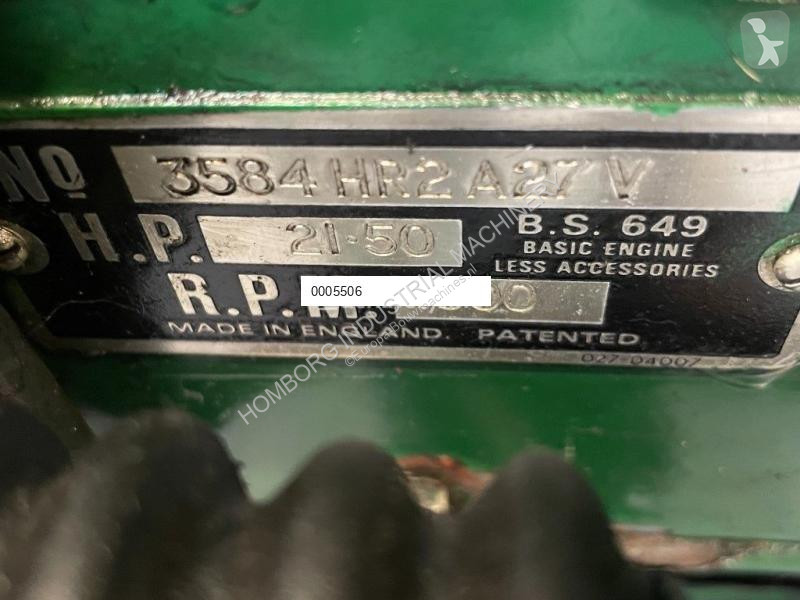 No 3584 HR2 A27 V
H.P. 21·50 B.S. 649
BASIC ENGINE
LESS ACCESSORIES
0005506
R.P.M.
MADE IN ENGLAND. PATENTED
027-04007
HOMBORG INDUSTRIAL MACHINES